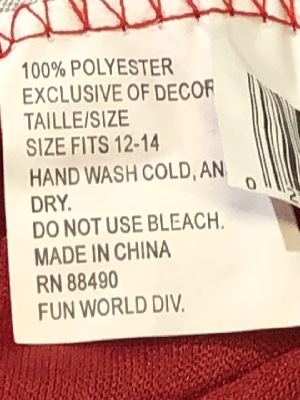 100% POLYESTER
EXCLUSIVE OF DECOR
TAILLE/SIZE
SIZE FITS 12-14
HAND WASH COLD, AN
DRY.
DO NOT USE BLEACH.
MADE IN CHINA
RN 88490
FUN WORLD DIV.
0